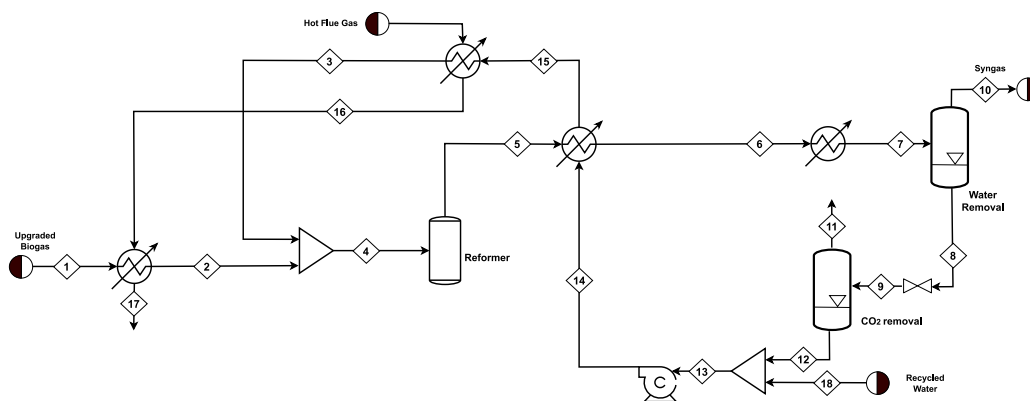 Hot Flue Gas
3
15
Syngas
10
16
5
6
7
Water
Removal
Upgraded
Biogas
11
1
2
4
Reformer
8
14
9
17
CO₂ removal
12
13
C
18
Recycled
Water